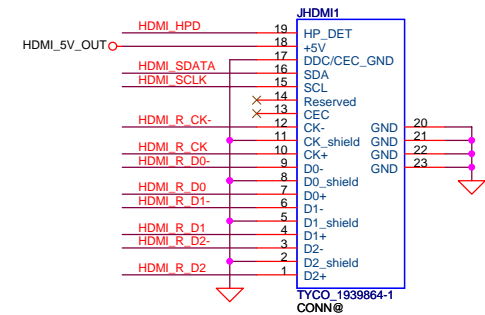 JHDMI1
HDMI_HPD 19 HP_DET
HDMI_5V_OUT 18 +5V
17 DDC/CEC_GND
HDMI_SDATA 16 SDA
HDMI_SCLK 15 SCL
14 Reserved
13 CEC
HDMI_R_CK- 12 CK- GND 20
11 CK_shield GND 21
HDMI_R_CK 10 CK+ GND 22
HDMI_R_D0- 9 D0- GND 23
8 D0_shield
HDMI_R_D0 7 D0+
HDMI_R_D1- 6 D1-
5 D1_shield
HDMI_R_D1 4 D1+
HDMI_R_D2- 3 D2-
2 D2_shield
HDMI_R_D2 1 D2+
TYCO_1939864-1
CONN@